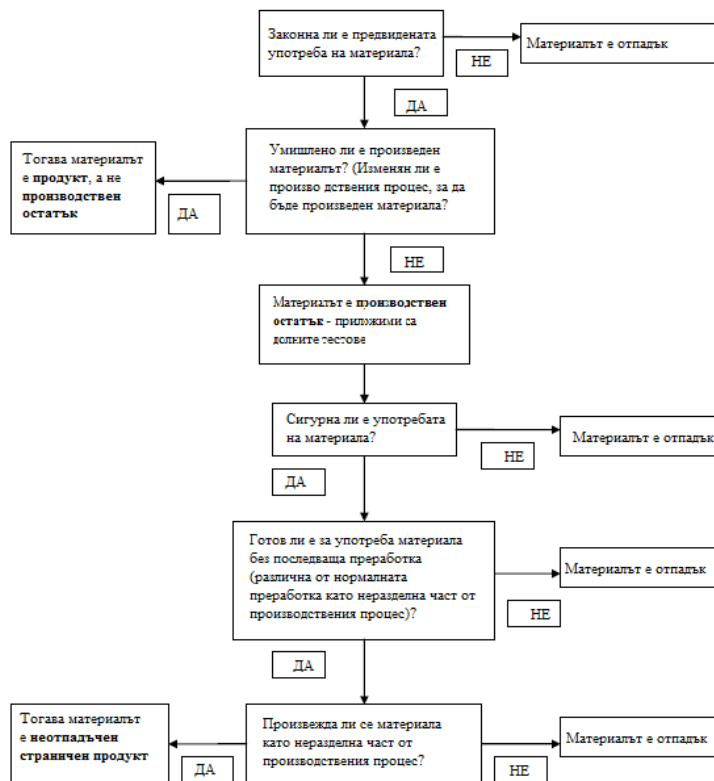 Законна ли е предвидената
употреба на материала?
НЕ
Материалът е отпадък
ДА
Умишлено ли е произведен
материалът? (Изменян ли е
произво дствения процес, за да
бъде произведен материала?
Тогава материалът
е продукт, а не
производствен
остатък
ДА
НЕ
Материалът е производствен
остатък - приложими са
долните тестове
Сигурна ли е употребата
на материала?
НЕ
Материалът е отпадък
ДА
Готов ли е за употреба материала
без последваща преработка
(различна от нормалната
преработка като неразделна част от
производствения процес)?
НЕ
Материалът е отпадък
ДА
Произвежда ли се материала
като неразделна част от
производствения процес?
Тогава материалът
е неотпадъчен
страничен продукт
ДА
НЕ
Материалът е отпадък